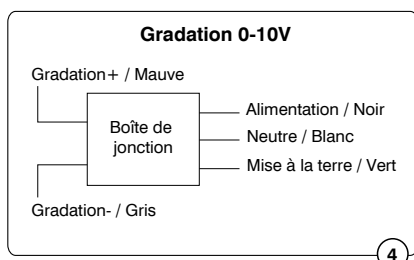 Gradation 0-10V
Gradation+ / Mauve
Boîte de
jonction
Alimentation / Noir
Neutre / Blanc
Mise à la terre / Vert
Gradation- / Gris
4